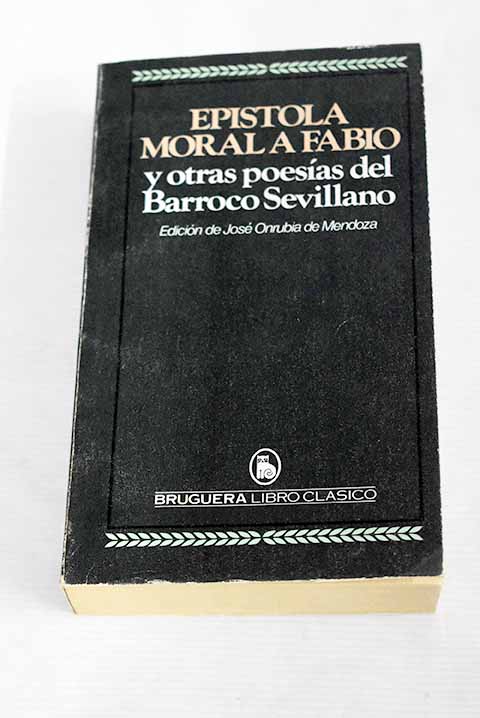 EPISTOLA
MORAL A FABIO
y otras poesías del
Barroco Sevillano
Edición de José Onrubia de Mendoza
BRUGUERA LIBRO CLASICO